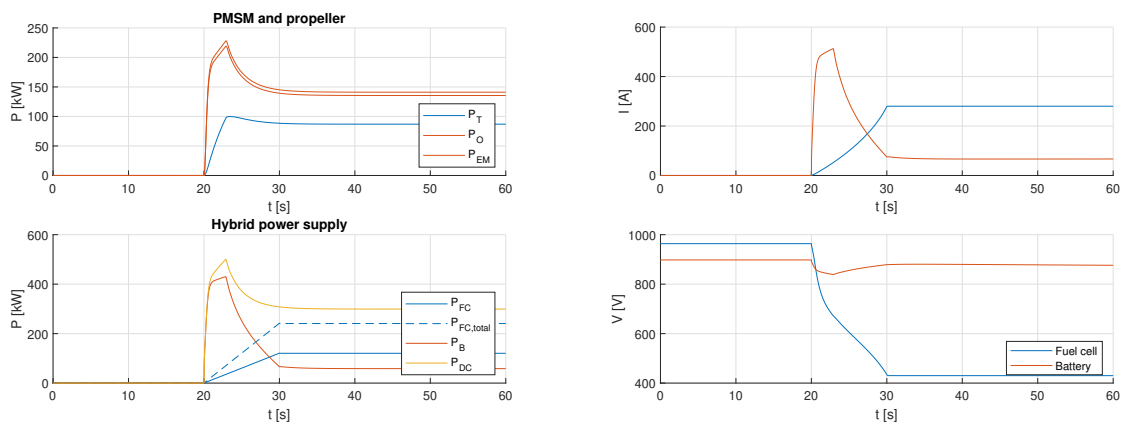 PMSM and propeller
250
200
150
100
50
0
P [kW]
0 10 20 30 40 50 60
t [s]
P_T
P_O
P_EM
600
400
200
0
I [A]
0 10 20 30 40 50 60
t [s]
Hybrid power supply
600
400
200
0
P [kW]
0 10 20 30 40 50 60
t [s]
P_FC
P_FC,total
P_B
P_DC
1000
800
600
400
V [V]
0 10 20 30 40 50 60
t [s]
Fuel cell
Battery